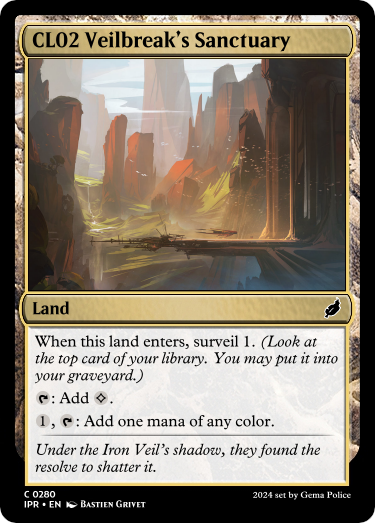 CL02 Veilbreak's Sanctuary
Land
When this land enters, surveil 1. (Look at
the top card of your library. You may put it into
your graveyard.)
: Add .
1, : Add one mana of any color.
Under the Iron Veil's shadow, they found the
resolve to shatter it.
C 0280
IPR • EN Bastien Grivet
2024 set by Gema Police